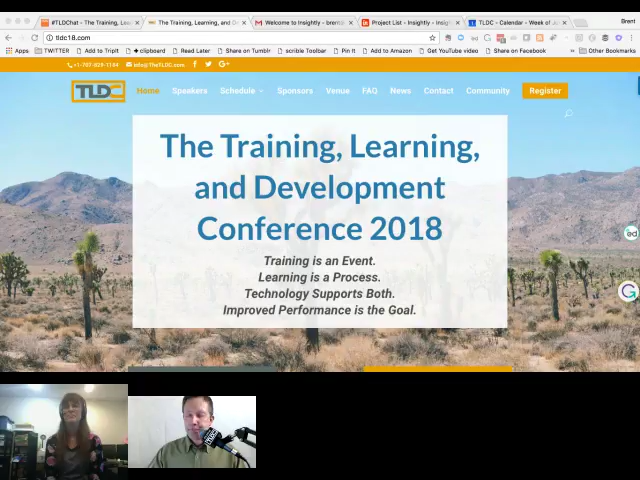 #TLDChat - The Training, Lea
The Training, Learning, and D
Welcome to Insightly - brent
Project List - Insightly - Insig
TLDC - Calendar - Week of J
Brent
tldc18.com
Apps
TWITTER
Add to TripIt
+ clipboard
Read Later
Share on Tumblr
scrible Toolbar
Pin It
Add to Amazon
Get YouTube video
Share on Facebook
»
Other Bookmarks
info@TheTLDC.com
TLDC
Home
Speakers
Schedule
Sponsors
Venue
FAQ
News
Contact
Community
Register
The Training, Learning,
and Development
Conference 2018
Training is an Event.
Learning is a Process.
Technology Supports Both.
Improved Performance is the Goal.
ed
G
TLDC